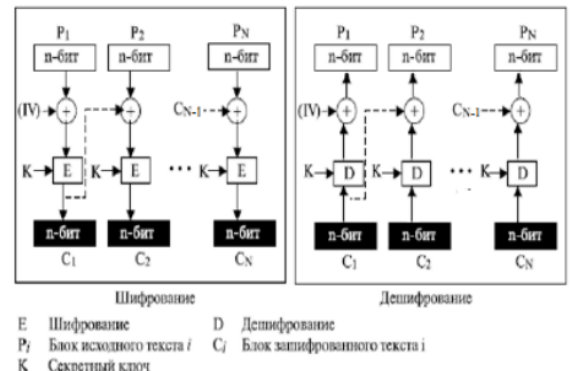 P1 P2 PN
n-бит n-бит n-бит
(IV) + + CN-1 +
K E K E ... K E
n-бит n-бит n-бит
C1 C2 CN
P1 P2 PN
n-бит n-бит n-бит
(IV) + + CN-1 +
K D K D ... K D
n-бит n-бит n-бит
C1 C2 CN
Шифрование
Дешифрование
E Шифрование D Дешифрование
Pi Блок исходного текста i Ci Блок зашифрованного текста i
K Секретный ключ